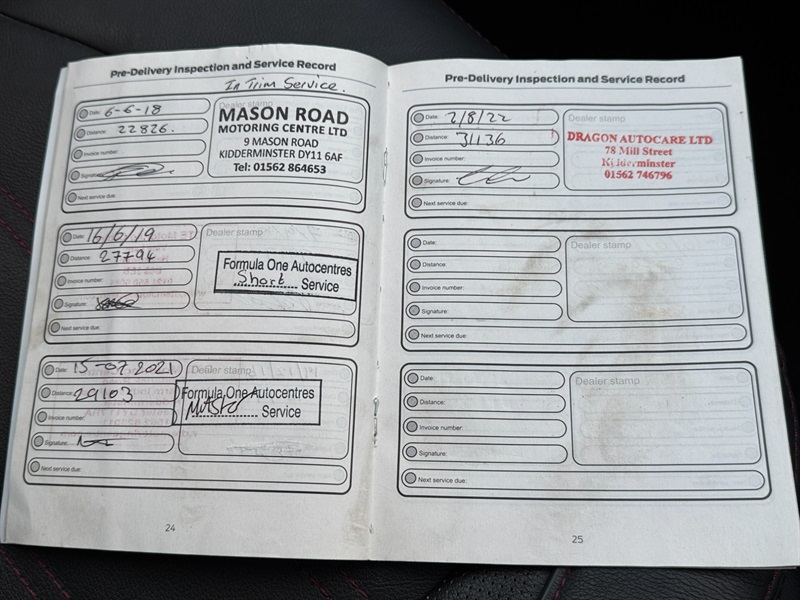 Pre-Delivery Inspection and Service Record
In Trim Service.
Date: 6-6-18
Distance: 22826.
Invoice number:
Signature:
Next service due:
Dealer stamp
MASON ROAD
MOTORING CENTRE LTD
9 MASON ROAD
KIDDERMINSTER DY11 6AF
Tel: 01562 864653
Date: 16/6/19
Distance: 27794
Invoice number:
Signature:
Next service due:
Dealer stamp
Formula One Autocentres
Short Service
Date: 15-07-2021
Distance: 29103
Invoice number:
Signature:
Next service due:
Dealer stamp
Formula One Autocentres
Service
24
Pre-Delivery Inspection and Service Record
Date: 2/8/22
Distance: 31136
Invoice number:
Signature:
Next service due:
Dealer stamp
DRAGON AUTOCARE LTD
78 Mill Street
Kidderminster
01562 746796
Date:
Distance:
Invoice number:
Signature:
Next service due:
Dealer stamp
Date:
Distance:
Invoice number:
Signature:
Next service due:
Dealer stamp
25